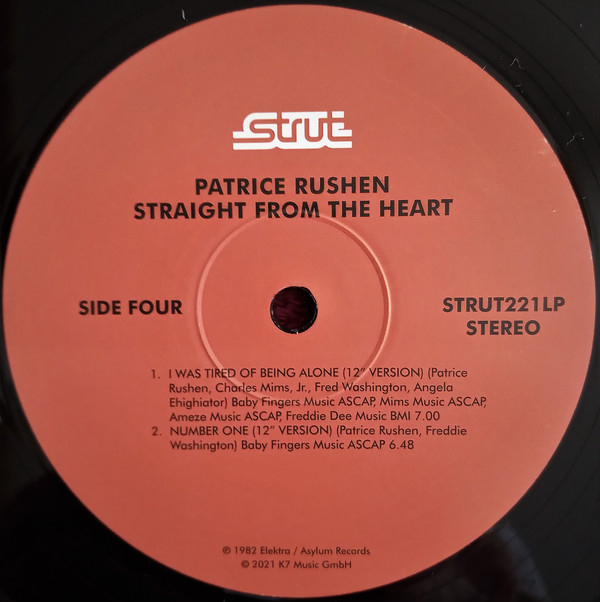 Strut
PATRICE RUSHEN
STRAIGHT FROM THE HEART
SIDE FOUR
STRUT221LP
STEREO
1. I WAS TIRED OF BEING ALONE (12" VERSION) (Patrice
Rushen, Charles Mims, Jr., Fred Washington, Angela
Ehighiator) Baby Fingers Music ASCAP, Mims Music ASCAP,
Ameze Music ASCAP, Freddie Dee Music BMI 7.00
2. NUMBER ONE (12" VERSION) (Patrice Rushen, Freddie
Washington) Baby Fingers Music ASCAP 6.48
℗ 1982 Elektra / Asylum Records
© 2021 K7 Music GmbH